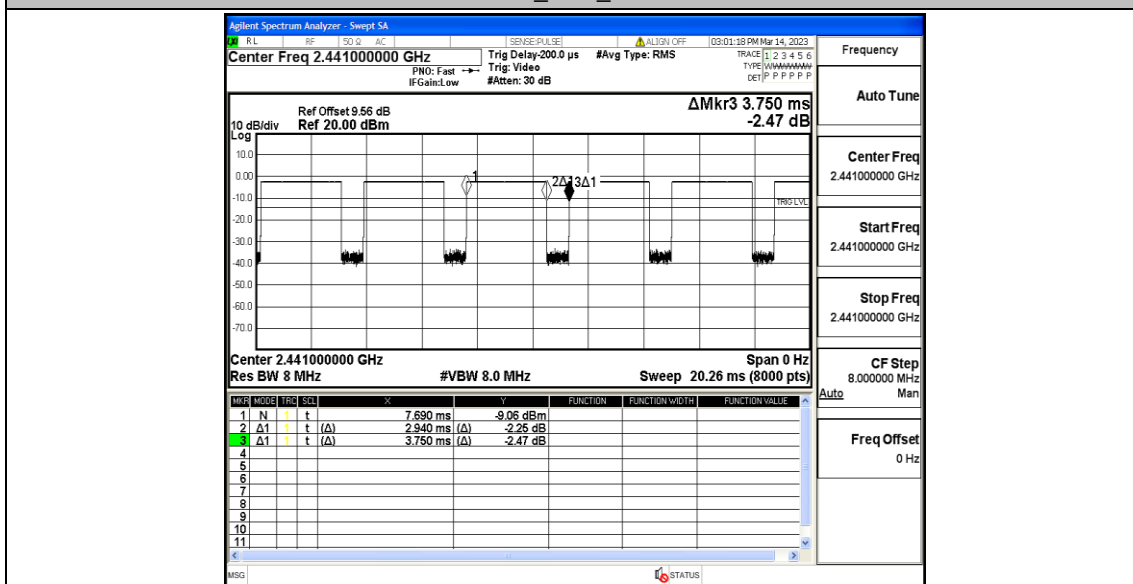 Agilent Spectrum Analyzer - Swept SA
RL RF 50 Ω AC SENSE:PULSE ALIGN OFF 03:01:18 PM Mar 14, 2023
Center Freq 2.441000000 GHz
PNO: Fast
IFGain:Low
Trig Delay-200.0 µs
Trig: Video
#Atten: 30 dB
#Avg Type: RMS
TRACE 1 2 3 4 5 6
TYPE
DET P P P P P P
Frequency
Auto Tune
ΔMkr3 3.750 ms
-2.47 dB
Ref Offset 9.56 dB
10 dB/div Ref 20.00 dBm
Log
10.0
0.00
-10.0
-20.0
-30.0
-40.0
-50.0
-60.0
-70.0
1
2Δ1 3Δ1
TRIG LVL
Center 2.441000000 GHz Span 0 Hz
Res BW 8 MHz #VBW 8.0 MHz Sweep 20.26 ms (8000 pts)
Center Freq
2.441000000 GHz
Start Freq
2.441000000 GHz
Stop Freq
2.441000000 GHz
CF Step
8.000000 MHz
Auto Man
Freq Offset
0 Hz
MKR MODE TRC SCL X Y FUNCTION FUNCTION WIDTH FUNCTION VALUE
1 N 1 t 7.690 ms -9.06 dBm
2 Δ1 1 t (Δ) 2.940 ms (Δ) -2.25 dB
3 Δ1 1 t (Δ) 3.750 ms (Δ) -2.47 dB
4
5
6
7
8
9
10
11
MSG STATUS